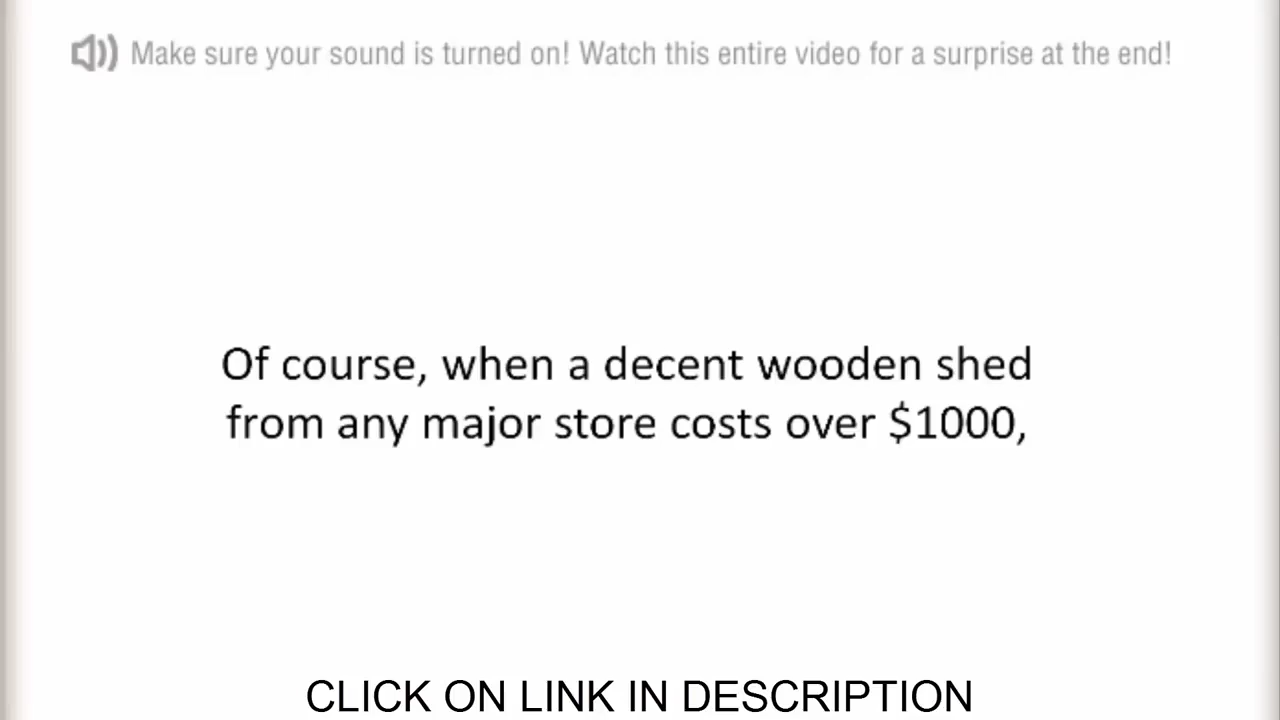 Make sure your sound is turned on! Watch this entire video for a surprise at the end!
Of course, when a decent wooden shed
from any major store costs over $1000,
CLICK ON LINK IN DESCRIPTION